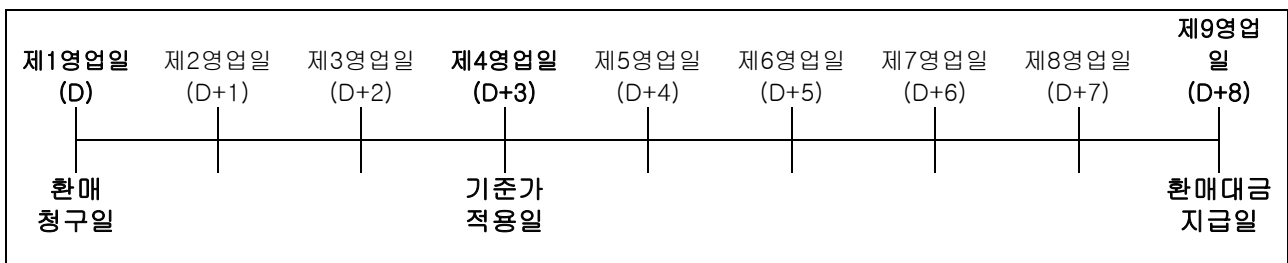 제1영업일
(D)
제2영업일
(D+1)
제3영업일
(D+2)
제4영업일
(D+3)
제5영업일
(D+4)
제6영업일
(D+5)
제7영업일
(D+6)
제8영업일
(D+7)
제9영업
일
(D+8)
환매
청구일
기준가
적용일
환매대금
지급일